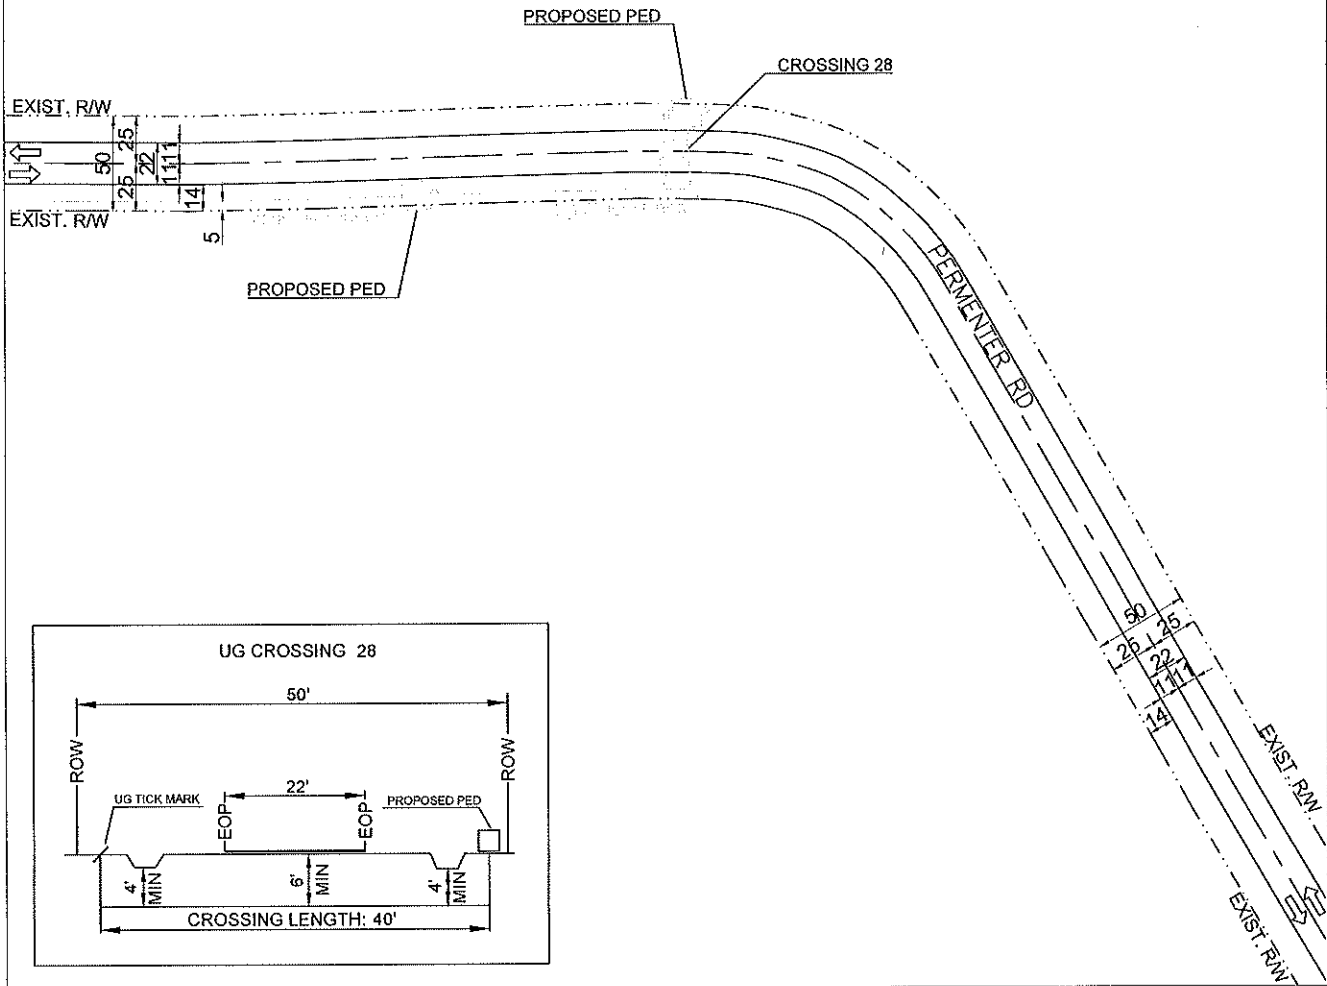 PROPOSED PED
CROSSING 28
EXIST. R/W
50
25
25
22
11
11
14
5
EXIST. R/W
PROPOSED PED
PERMENTER RD
50
25
25
22
11
11
14
EXIST. R/W
EXIST. R/W
UG CROSSING 28
50'
ROW
ROW
22'
UG TICK MARK
PROPOSED PED
EOP
EOP
4'
MIN
6'
MIN
4'
MIN
CROSSING LENGTH: 40'